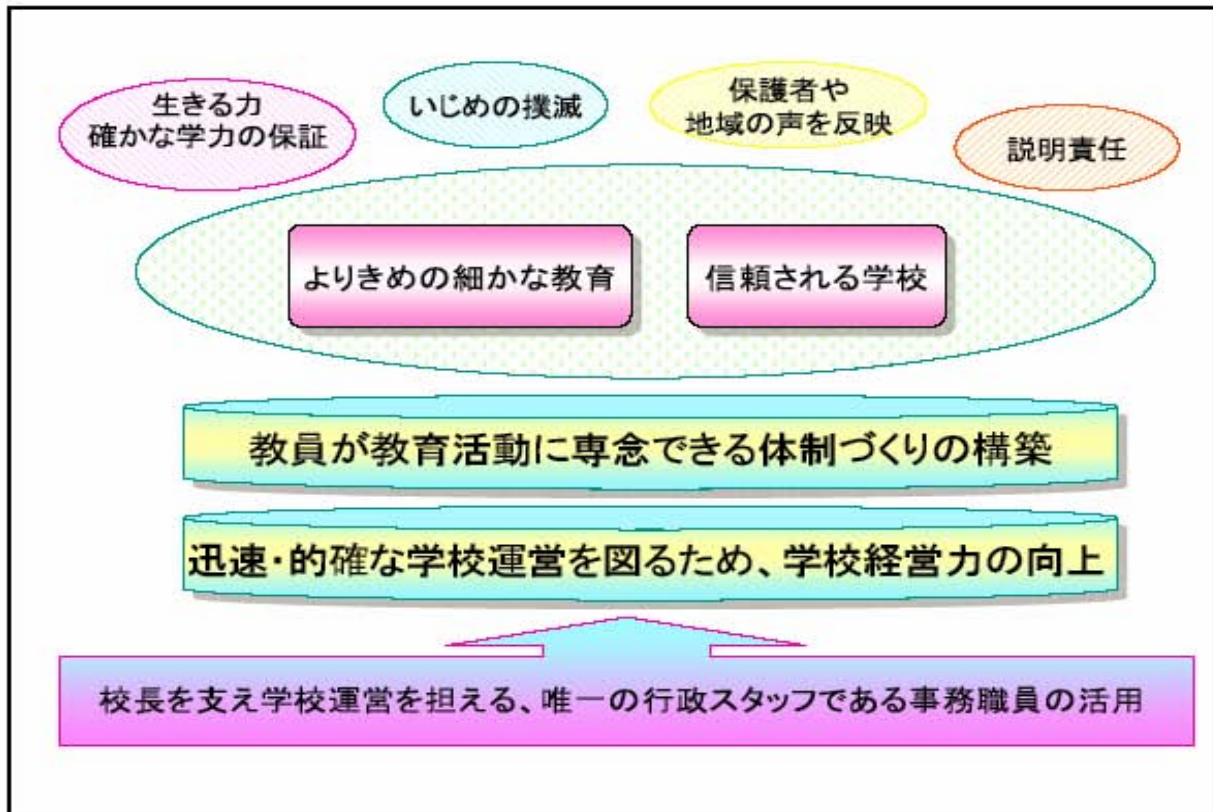 生きる力
確かな学力の保証
いじめの撲滅
保護者や
地域の声を反映
説明責任
よりきめの細かな教育
信頼される学校
教員が教育活動に専念できる体制づくりの構築
迅速・的確な学校運営を図るため、学校経営力の向上
校長を支え学校運営を担える、唯一の行政スタッフである事務職員の活用